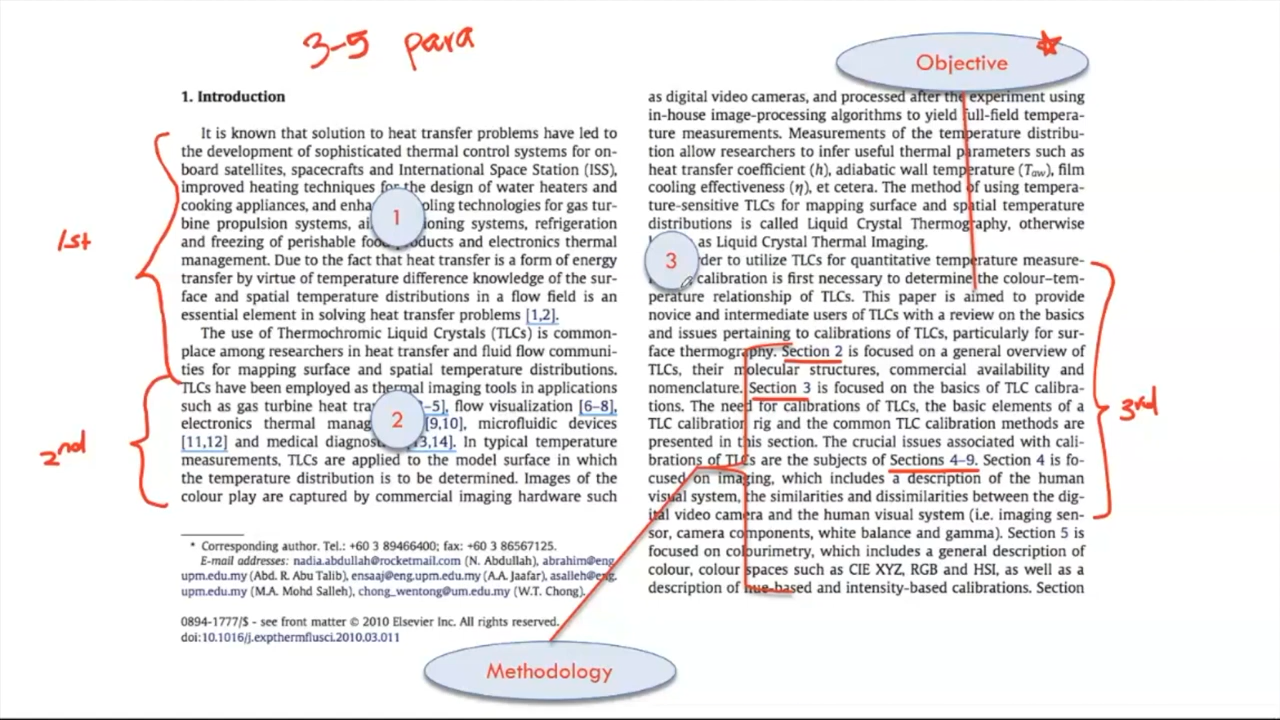 3-5 para
Objective
1. Introduction
It is known that solution to heat transfer problems have led to
the development of sophisticated thermal control systems for on-
board satellites, spacecrafts and International Space Station (ISS),
improved heating techniques for the design of water heaters and
cooking appliances, and enha pling technologies for gas tur-
bine propulsion systems, ai oning systems, refrigeration
and freezing of perishable foo ducts and electronics thermal
management. Due to the fact that heat transfer is a form of energy
transfer by virtue of temperature difference knowledge of the sur-
face and spatial temperature distributions in a flow field is an
essential element in solving heat transfer problems [1,2].
The use of Thermochromic Liquid Crystals (TLCs) is common-
place among researchers in heat transfer and fluid flow communi-
ties for mapping surface and spatial temperature distributions.
TLCs have been employed as thermal imaging tools in applications
such as gas turbine heat tra –5], flow visualization [6–8],
electronics thermal manag [9,10], microfluidic devices
[11,12] and medical diagnos 3,14]. In typical temperature
measurements, TLCs are applied to the model surface in which
the temperature distribution is to be determined. Images of the
colour play are captured by commercial imaging hardware such
1
2
1st
2nd
* Corresponding author. Tel.: +60 3 89466400; fax: +60 3 86567125.
E-mail addresses: nadia.abdullah@rocketmail.com (N. Abdullah), abrahim@eng.
upm.edu.my (Abd. R. Abu Talib), ensaaj@eng.upm.edu.my (A.A. Jaafar), asalleh@eng.
upm.edu.my (M.A. Mohd Salleh), chong_wentong@um.edu.my (W.T. Chong).
0894-1777/$ - see front matter © 2010 Elsevier Inc. All rights reserved.
doi:10.1016/j.expthermflusci.2010.03.011
as digital video cameras, and processed after the experiment using
in-house image-processing algorithms to yield full-field tempera-
ture measurements. Measurements of the temperature distribu-
tion allow researchers to infer useful thermal parameters such as
heat transfer coefficient (h), adiabatic wall temperature (Taw), film
cooling effectiveness (η), et cetera. The method of using tempera-
ture-sensitive TLCs for mapping surface and spatial temperature
distributions is called Liquid Crystal Thermography, otherwise
as Liquid Crystal Thermal Imaging.
3
rder to utilize TLCs for quantitative temperature measure-
calibration is first necessary to determine the colour–tem-
perature relationship of TLCs. This paper is aimed to provide
novice and intermediate users of TLCs with a review on the basics
and issues pertaining to calibrations of TLCs, particularly for sur-
face thermography. Section 2 is focused on a general overview of
TLCs, their molecular structures, commercial availability and
nomenclature. Section 3 is focused on the basics of TLC calibra-
tions. The need for calibrations of TLCs, the basic elements of a
TLC calibration rig and the common TLC calibration methods are
presented in this section. The crucial issues associated with cali-
brations of TLCs are the subjects of Sections 4–9. Section 4 is fo-
cused on imaging, which includes a description of the human
visual system, the similarities and dissimilarities between the dig-
ital video camera and the human visual system (i.e. imaging sen-
sor, camera components, white balance and gamma). Section 5 is
focused on colourimetry, which includes a general description of
colour, colour spaces such as CIE XYZ, RGB and HSI, as well as a
description of hue-based and intensity-based calibrations. Section
3rd
Methodology